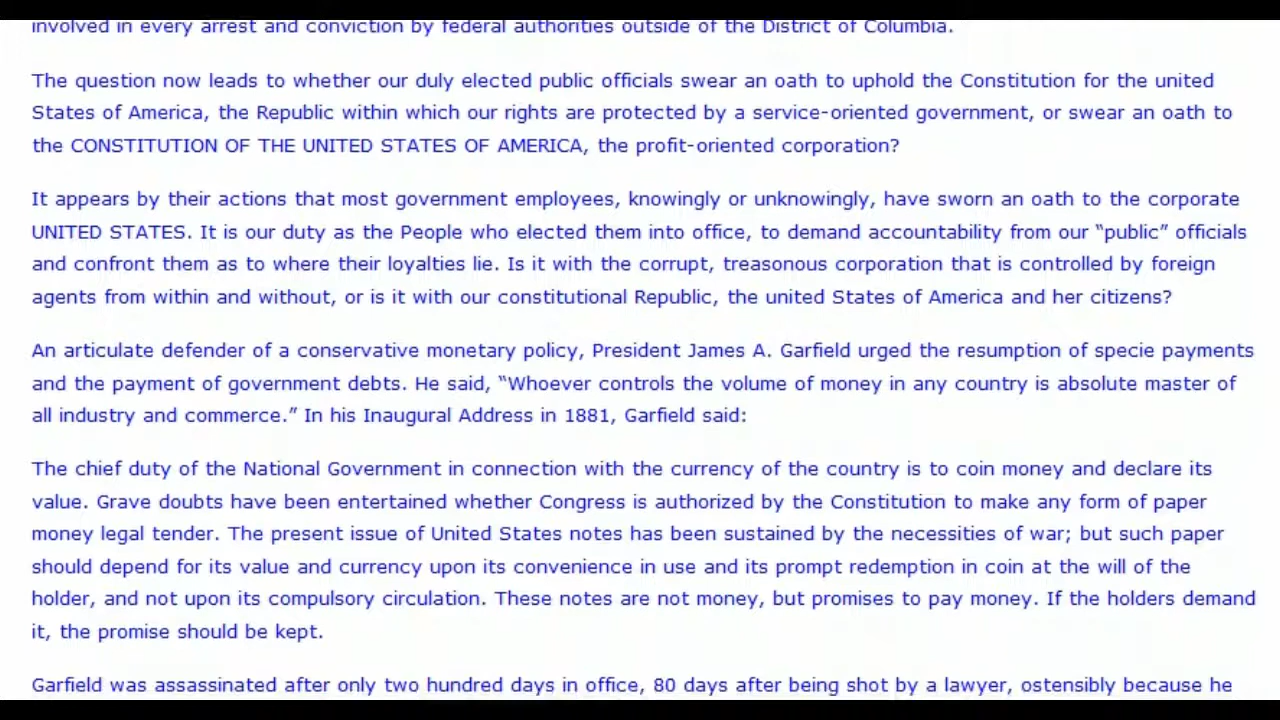 involved in every arrest and conviction by federal authorities outside of the District of Columbia.
The question now leads to whether our duly elected public officials swear an oath to uphold the Constitution for the united
States of America, the Republic within which our rights are protected by a service-oriented government, or swear an oath to
the CONSTITUTION OF THE UNITED STATES OF AMERICA, the profit-oriented corporation?
It appears by their actions that most government employees, knowingly or unknowingly, have sworn an oath to the corporate
UNITED STATES. It is our duty as the People who elected them into office, to demand accountability from our “public” officials
and confront them as to where their loyalties lie. Is it with the corrupt, treasonous corporation that is controlled by foreign
agents from within and without, or is it with our constitutional Republic, the united States of America and her citizens?
An articulate defender of a conservative monetary policy, President James A. Garfield urged the resumption of specie payments
and the payment of government debts. He said, “Whoever controls the volume of money in any country is absolute master of
all industry and commerce.” In his Inaugural Address in 1881, Garfield said:
The chief duty of the National Government in connection with the currency of the country is to coin money and declare its
value. Grave doubts have been entertained whether Congress is authorized by the Constitution to make any form of paper
money legal tender. The present issue of United States notes has been sustained by the necessities of war; but such paper
should depend for its value and currency upon its convenience in use and its prompt redemption in coin at the will of the
holder, and not upon its compulsory circulation. These notes are not money, but promises to pay money. If the holders demand
it, the promise should be kept.
Garfield was assassinated after only two hundred days in office, 80 days after being shot by a lawyer, ostensibly because he